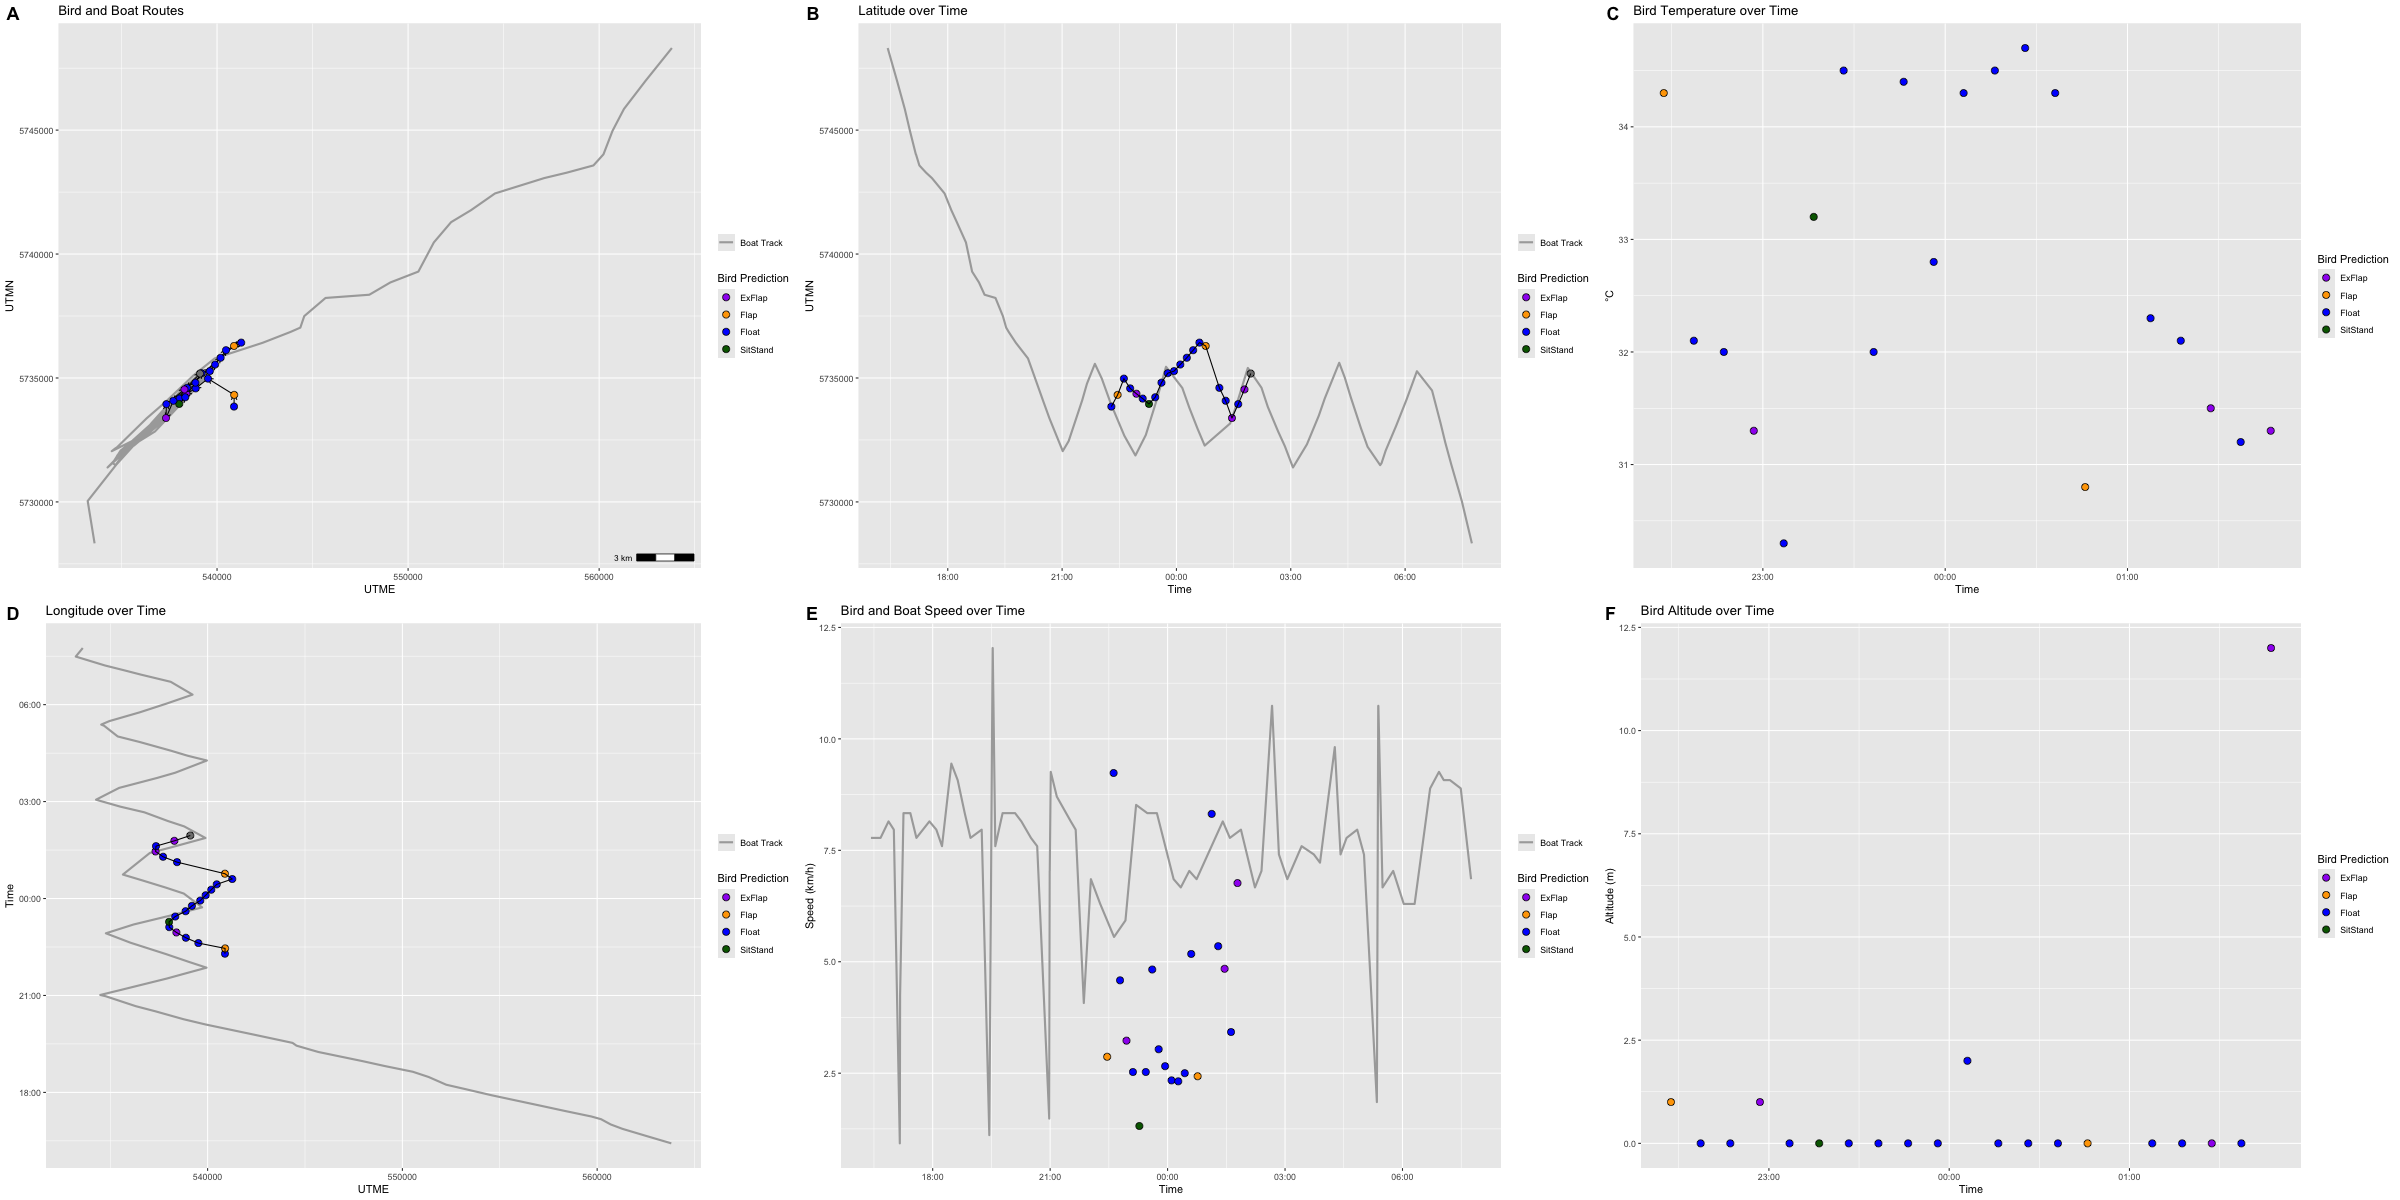 A
Bird and Boat Routes
5745000
5740000
5735000
5730000
UTMN
540000
550000
560000
UTME
3 km
Boat Track
Bird Prediction
ExFlap
Flap
Float
SitStand
B
Latitude over Time
5745000
5740000
5735000
5730000
UTMN
18:00
21:00
00:00
03:00
06:00
Time
Boat Track
Bird Prediction
ExFlap
Flap
Float
SitStand
C
Bird Temperature over Time
34
33
32
31
°C
23:00
00:00
01:00
Time
Bird Prediction
ExFlap
Flap
Float
SitStand
D
Longitude over Time
06:00
03:00
00:00
21:00
18:00
Time
540000
550000
560000
UTME
Boat Track
Bird Prediction
ExFlap
Flap
Float
SitStand
E
Bird and Boat Speed over Time
12.5
10.0
7.5
5.0
2.5
Speed (km/h)
18:00
21:00
00:00
03:00
06:00
Time
Boat Track
Bird Prediction
ExFlap
Flap
Float
SitStand
F
Bird Altitude over Time
12.5
10.0
7.5
5.0
2.5
0.0
Altitude (m)
23:00
00:00
01:00
Time
Bird Prediction
ExFlap
Flap
Float
SitStand